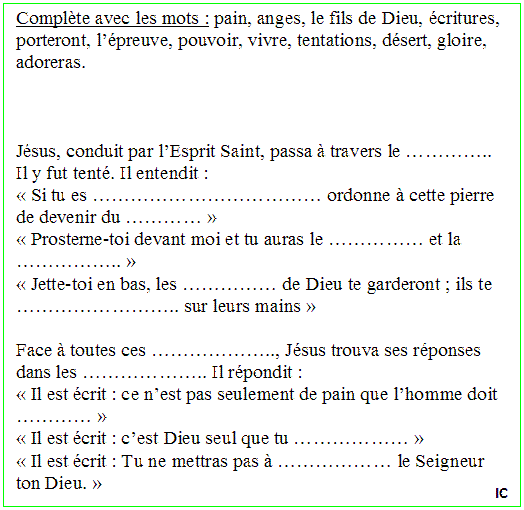 Complète avec les mots : pain, anges, le fils de Dieu, écritures,
porteront, l’épreuve, pouvoir, vivre, tentations, désert, gloire,
adoreras.
Jésus, conduit par l’Esprit Saint, passa à travers le …………..
Il y fut tenté. Il entendit :
« Si tu es ……………………………… ordonne à cette pierre
de devenir du ………… »
« Prosterne-toi devant moi et tu auras le …………… et la
…………….. »
« Jette-toi en bas, les …………… de Dieu te garderont ; ils te
…………………….. sur leurs mains »
Face à toutes ces ……………….., Jésus trouva ses réponses
dans les ……………….. Il répondit :
« Il est écrit : ce n’est pas seulement de pain que l’homme doit
………… »
« Il est écrit : c’est Dieu seul que tu ……………… »
« Il est écrit : Tu ne mettras pas à ……………… le Seigneur
ton Dieu. »
IC